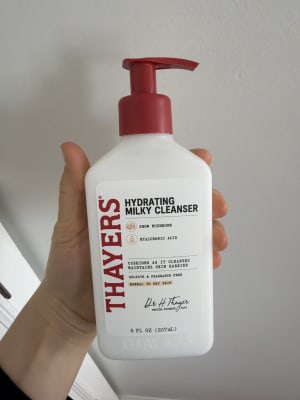 THAYERS®
HYDRATING
MILKY CLEANSER
SNOW MUSHROOM
HYALURONIC ACID
CUSHIONS AS IT CLEANSES
MAINTAINS SKIN BARRIER
SULFATE & FRAGRANCE FREE
NORMAL TO DRY SKIN
Dr H. Thayer
8 FL OZ (237mL)
THAYERS